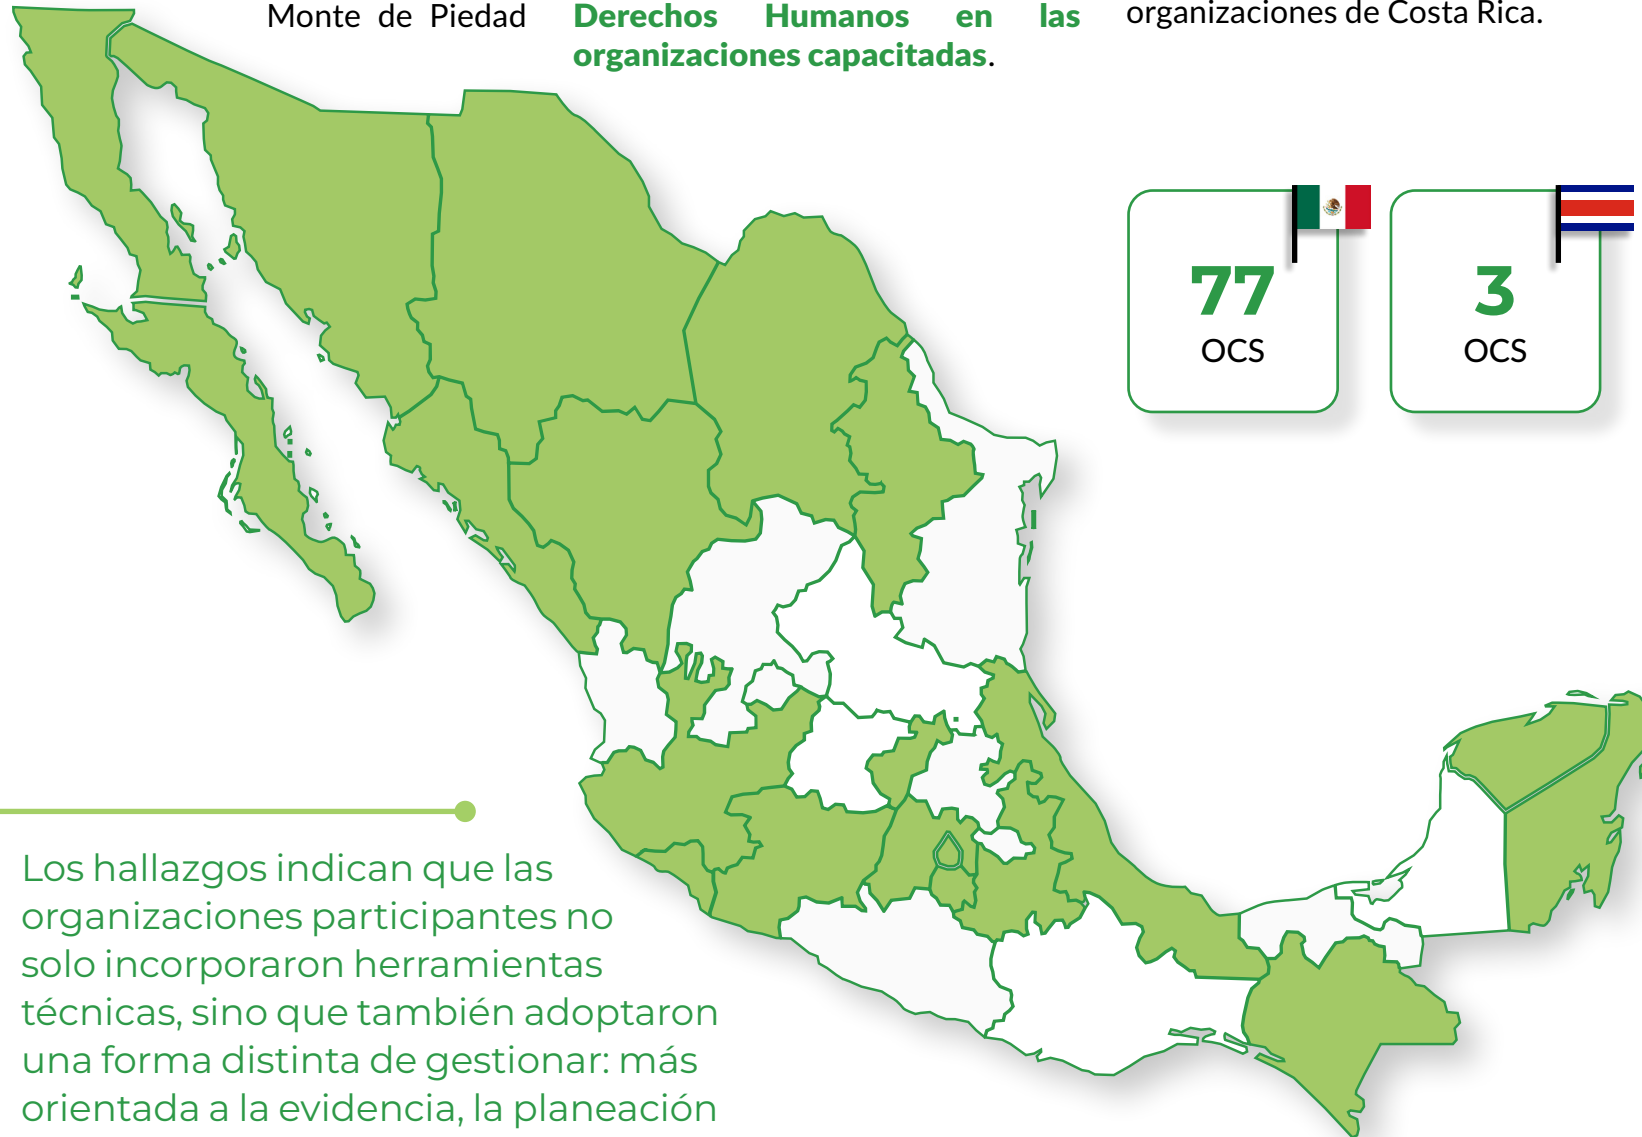 Monte de Piedad
Derechos Humanos en las
organizaciones capacitadas.
organizaciones de Costa Rica.
77
OCS
3
OCS
Los hallazgos indican que las
organizaciones participantes no
solo incorporaron herramientas
técnicas, sino que también adoptaron
una forma distinta de gestionar: más
orientada a la evidencia, la planeación